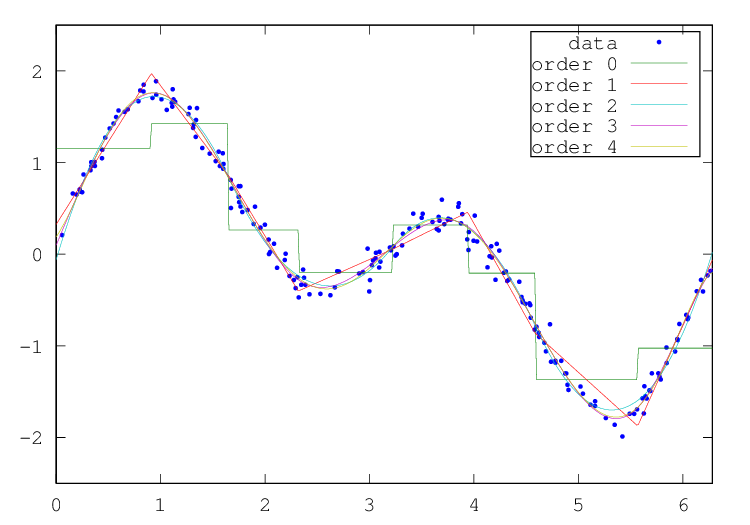 data
order 0
order 1
order 2
order 3
order 4
2
1
0
-1
-2
0 1 2 3 4 5 6